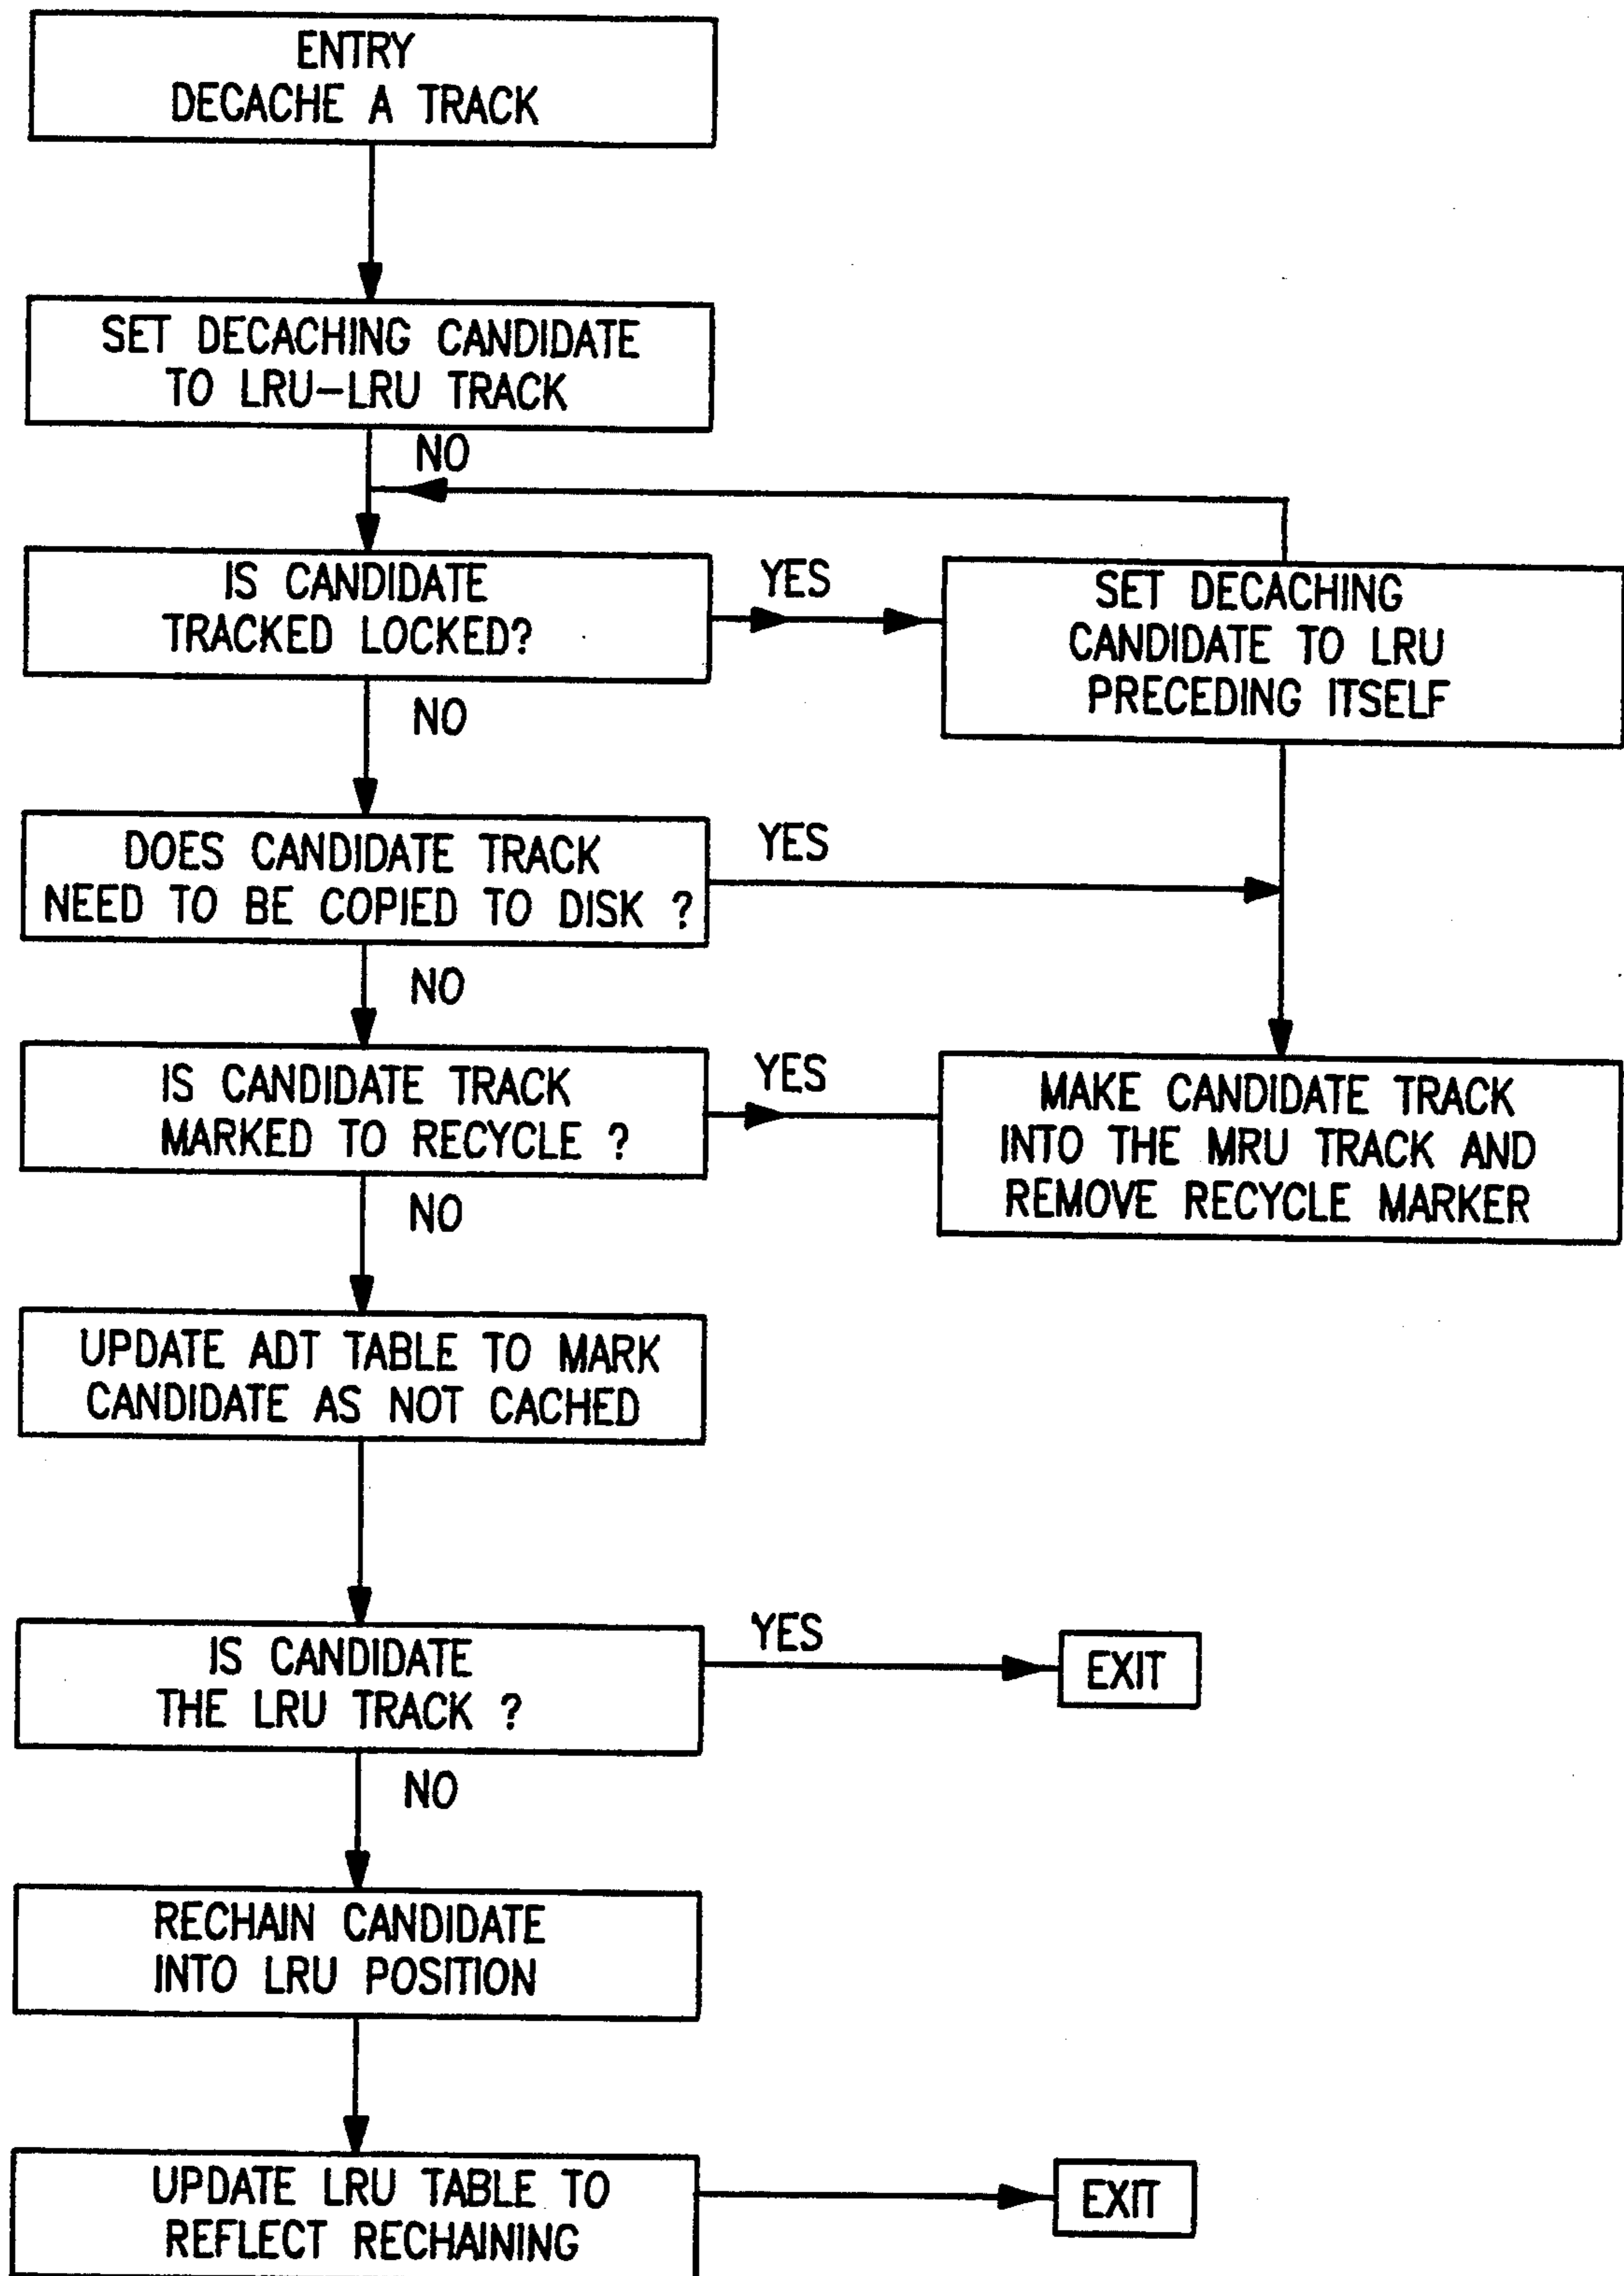 ENTRY
DECACHE A TRACK
SET DECACHING CANDIDATE
TO LRU-LRU TRACK
NO
IS CANDIDATE
TRACKED LOCKED?
YES
SET DECACHING
CANDIDATE TO LRU
PRECEDING ITSELF
NO
DOES CANDIDATE TRACK
NEED TO BE COPIED TO DISK ?
YES
NO
IS CANDIDATE TRACK
MARKED TO RECYCLE ?
YES
MAKE CANDIDATE TRACK
INTO THE MRU TRACK AND
REMOVE RECYCLE MARKER
NO
UPDATE ADT TABLE TO MARK
CANDIDATE AS NOT CACHED
IS CANDIDATE
THE LRU TRACK ?
YES
EXIT
NO
RECHAIN CANDIDATE
INTO LRU POSITION
UPDATE LRU TABLE TO
REFLECT RECHAINING
EXIT